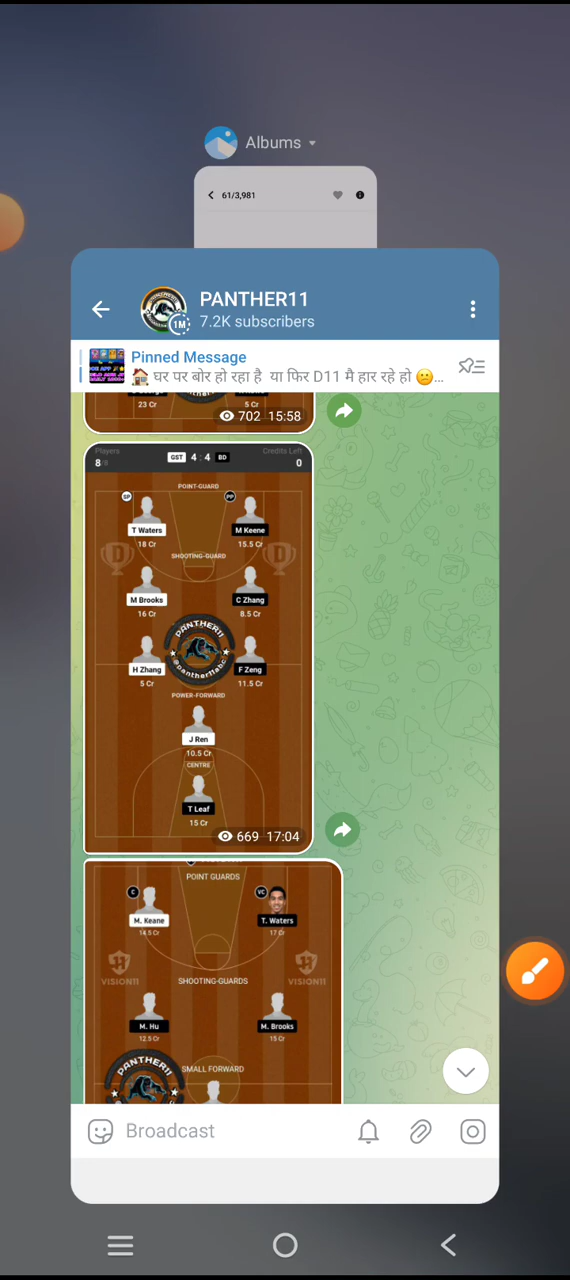 Albums
61/3,981
PANTHER11
7.2K subscribers
1M
Pinned Message
🏠 घर पर बोर हो रहा है या फिर D11 मै हार रहे हो 🙁...
23 Cr
5 Cr
702 15:58
Players
8/8
GST 4 : 4 BD
Credits Left
0
POINT-GUARD
SP
PP
T Waters
M Keene
18 Cr
15.5 Cr
SHOOTING-GUARD
M Brooks
C Zhang
16 Cr
8.5 Cr
PANTHER11
@panther11abc
H Zhang
F Zeng
5 Cr
11.5 Cr
POWER-FORWARD
J Ren
10.5 Cr
CENTRE
T Leaf
15 Cr
669 17:04
POINT GUARDS
C
VC
M. Keane
T. Waters
14.5 Cr
17 Cr
VISION11
VISION11
SHOOTING-GUARDS
M. Hu
M. Brooks
12.5 Cr
15 Cr
PANTHER11
SMALL FORWARD
Broadcast